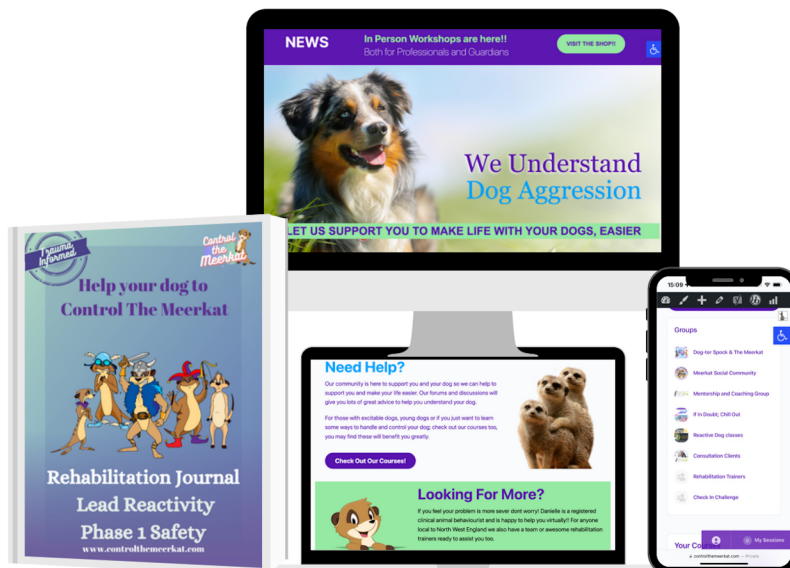 NEWS
In Person Workshops are here!!
Both for Professionals and Guardians
VISIT THE SHOP!!
We Understand
Dog Aggression
LET US SUPPORT YOU TO MAKE LIFE WITH YOUR DOGS, EASIER
Trauma
Informed
Control
the
Meerkat
Help your dog to
Control The Meerkat
Rehabilitation Journal
Lead Reactivity
Phase 1 Safety
www.controlthemeerkat.com
Need Help?
Our community is here to support you and your dog so we can help to
support you and make your life easier. Our forums and discussions will
give you lots of great advice to help you understand your dog.
For those with excitable dogs, young dogs or if you just want to learn
some ways to handle and control your dog; check out our courses too,
you may find these will benefit you greatly.
Check Out Our Courses!
Looking For More?
If you feel your problem is more sever dont worry! Danielle is a registered
clinical animal behaviourist and is happy to help you virtually!! For anyone
local to North West England we also have a team or awesome rehabilitation
trainers ready to assist you too.
15:09
Groups
Dog-ter Spock & The Meerkat
Meerkat Social Community
Mentorship and Coaching Group
If In Doubt; Chill Out
Reactive Dog classes
Consultation Clients
Rehabilitation Trainers
Check In Challenge
Your Courses
My Sessions
controlthemeerkat.com — Private